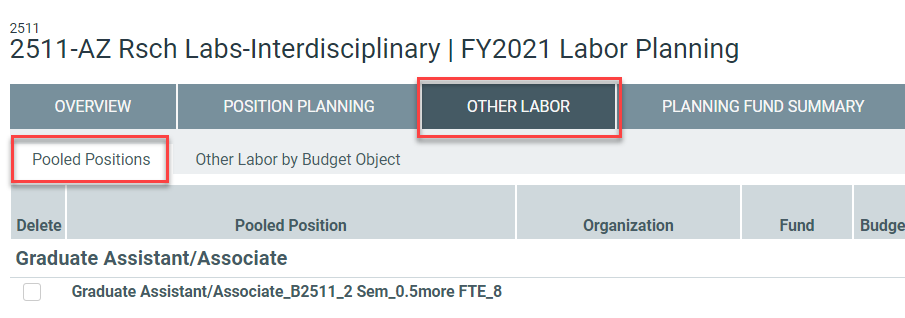 2511
2511-AZ Rsch Labs-Interdisciplinary | FY2021 Labor Planning
OVERVIEW POSITION PLANNING OTHER LABOR PLANNING FUND SUMMARY
Pooled Positions Other Labor by Budget Object
Delete Pooled Position Organization Fund Budge
Graduate Assistant/Associate
Graduate Assistant/Associate_B2511_2 Sem_0.5more FTE_8